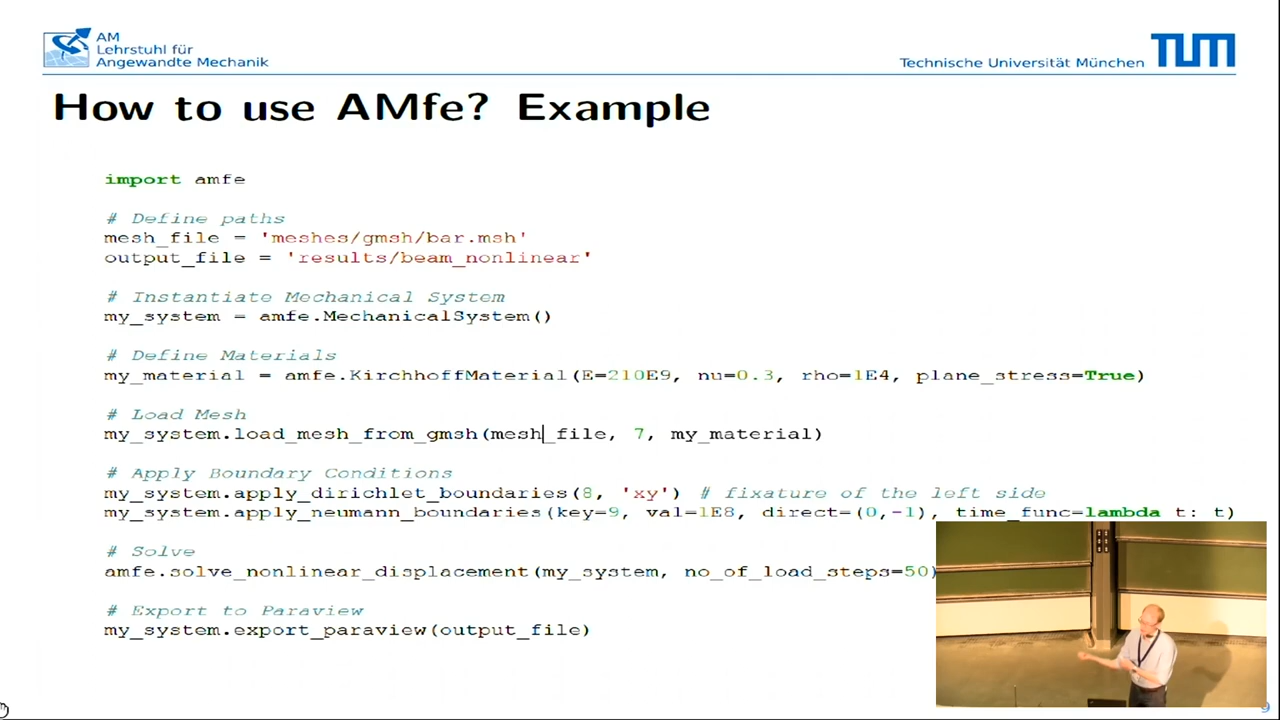 AM
Lehrstuhl für
Angewandte Mechanik
Technische Universität München
TUM
How to use AMfe? Example
import amfe
# Define paths
mesh_file = 'meshes/gmsh/bar.msh'
output_file = 'results/beam_nonlinear'
# Instantiate Mechanical System
my_system = amfe.MechanicalSystem()
# Define Materials
my_material = amfe.KirchhoffMaterial(E=210E9, nu=0.3, rho=1E4, plane_stress=True)
# Load Mesh
my_system.load_mesh_from_gmsh(mesh_file, 7, my_material)
# Apply Boundary Conditions
my_system.apply_dirichlet_boundaries(8, 'xy') # fixature of the left side
my_system.apply_neumann_boundaries(key=9, val=1E8, direct=(0,-1), time_func=lambda t: t)
# Solve
amfe.solve_nonlinear_displacement(my_system, no_of_load_steps=50)
# Export to Paraview
my_system.export_paraview(output_file)
9